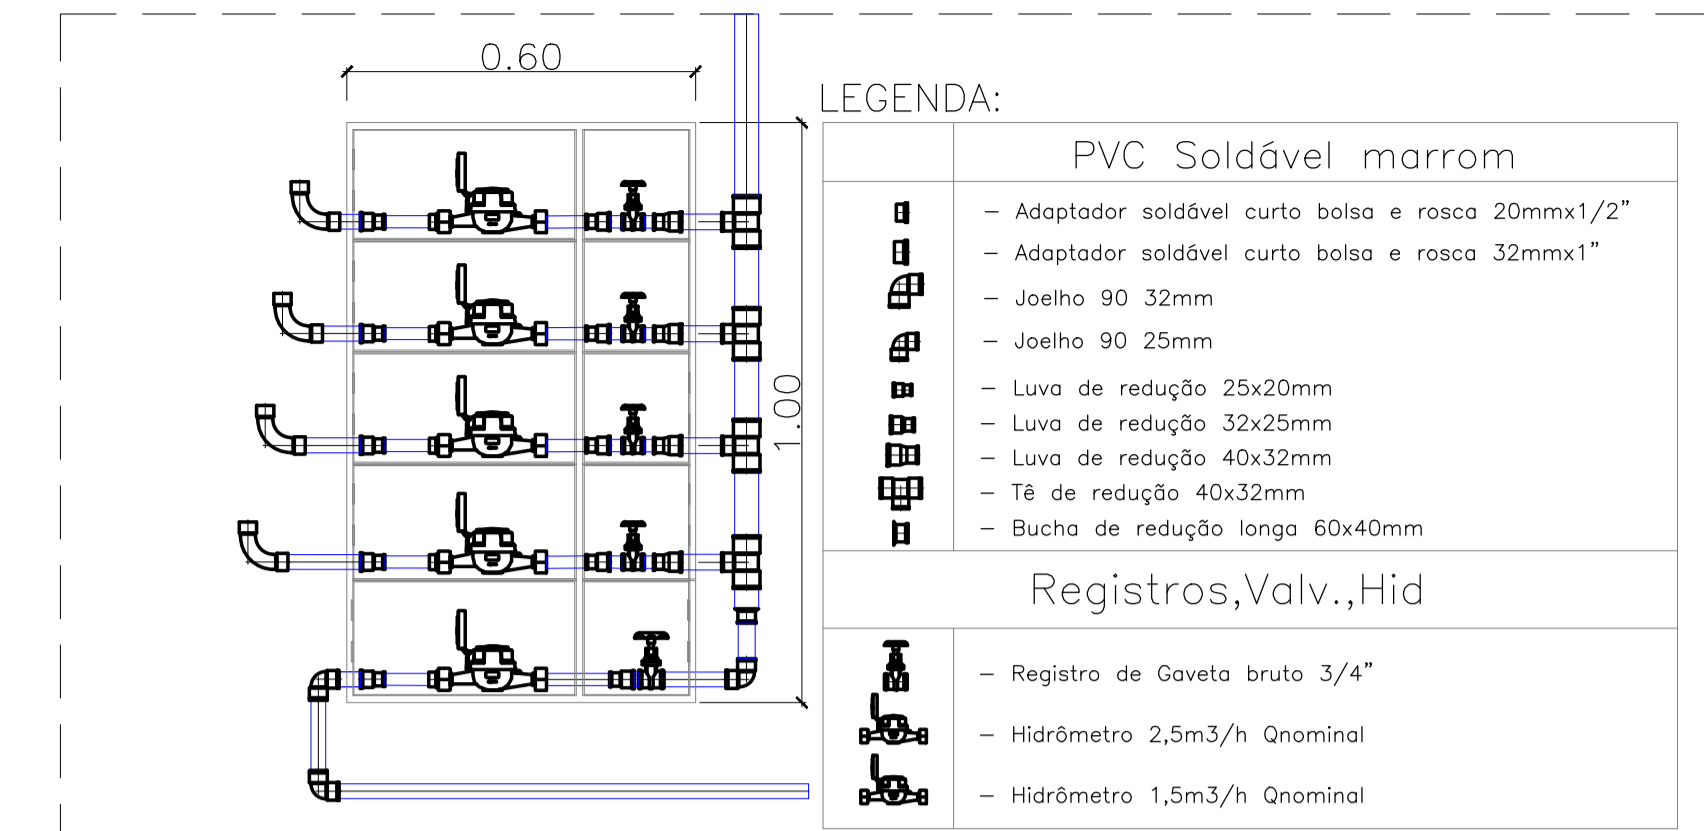 0.60
LEGENDA:
PVC Soldável marrom
- Adaptador soldável curto bolsa e rosca 20mmx1/2"
- Adaptador soldável curto bolsa e rosca 32mmx1"
- Joelho 90 32mm
- Joelho 90 25mm
1.00
- Luva de redução 25x20mm
- Luva de redução 32x25mm
- Luva de redução 40x32mm
- Tê de redução 40x32mm
- Bucha de redução longa 60x40mm
Registros,Valv.,Hid
- Registro de Gaveta bruto 3/4"
- Hidrômetro 2,5m3/h Qnominal
- Hidrômetro 1,5m3/h Qnominal